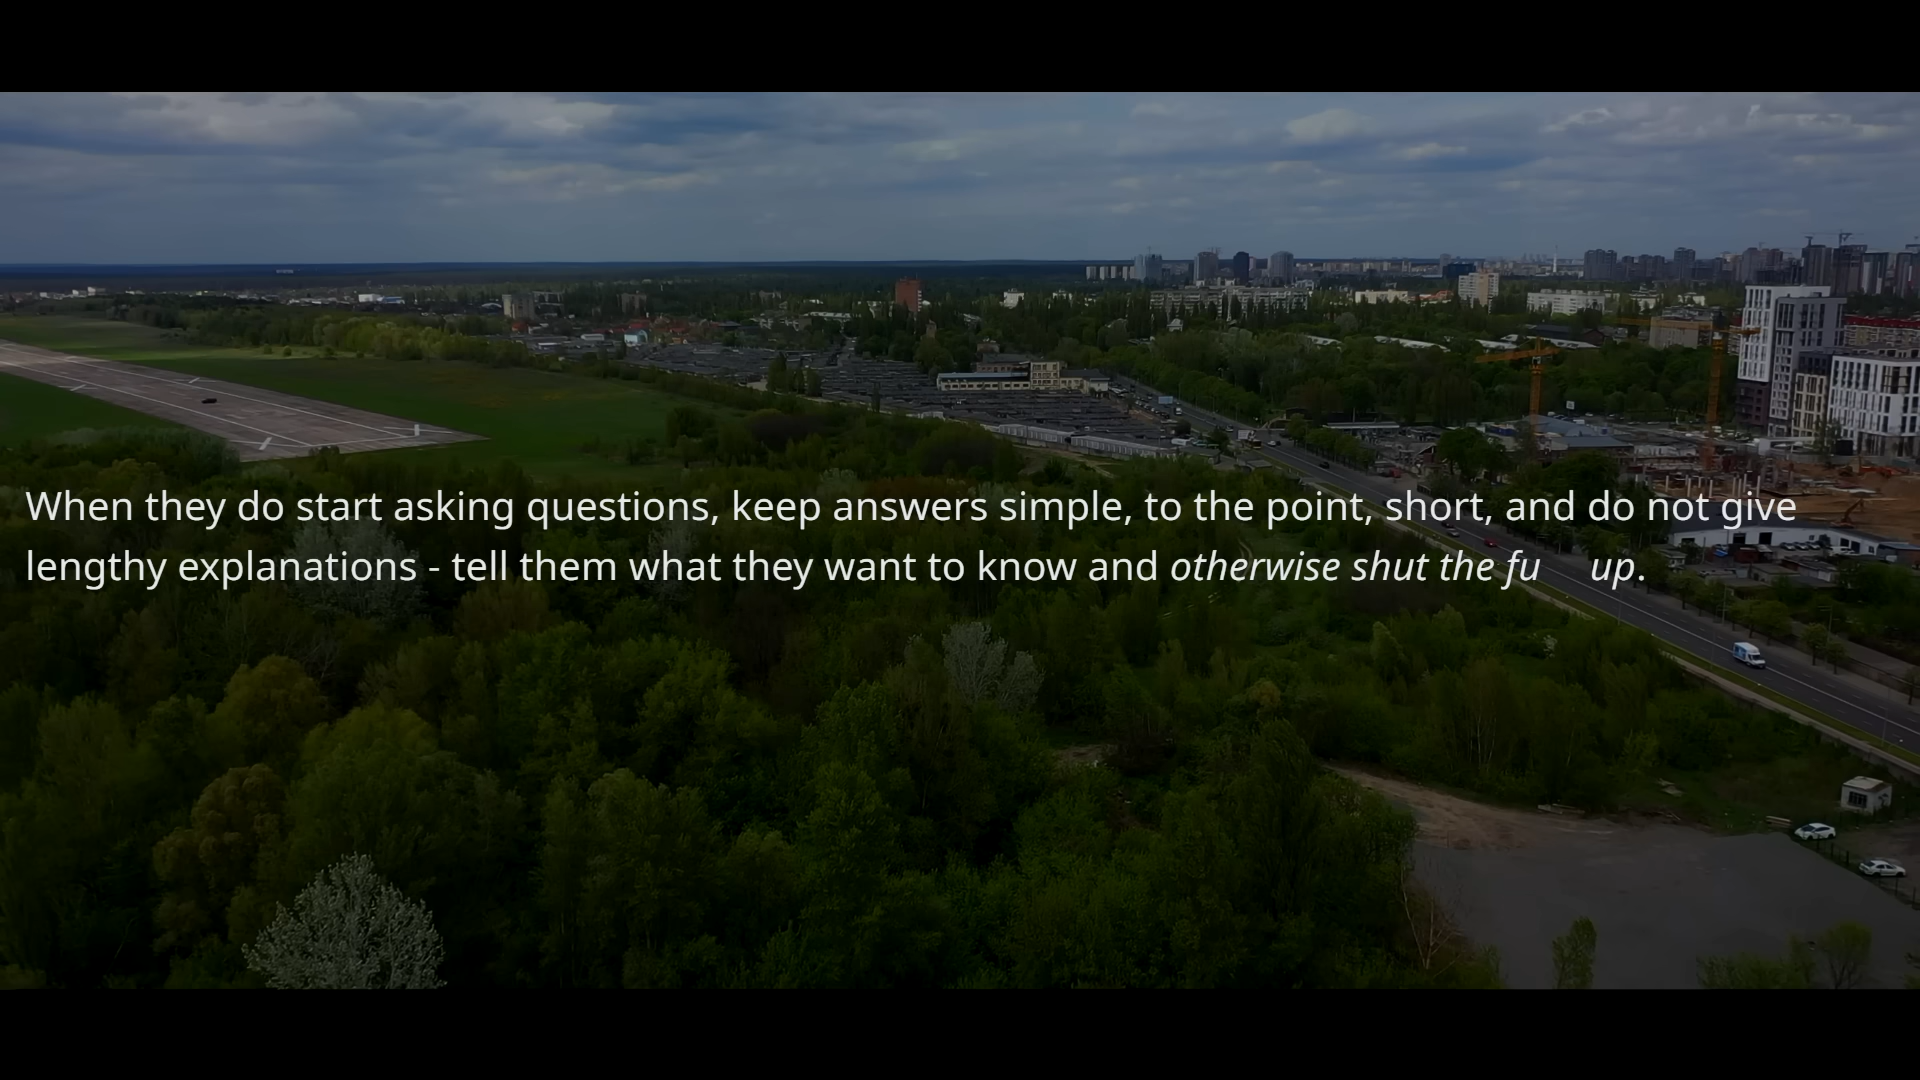 When they do start asking questions, keep answers simple, to the point, short, and do not give
lengthy explanations - tell them what they want to know and otherwise shut the fu up.